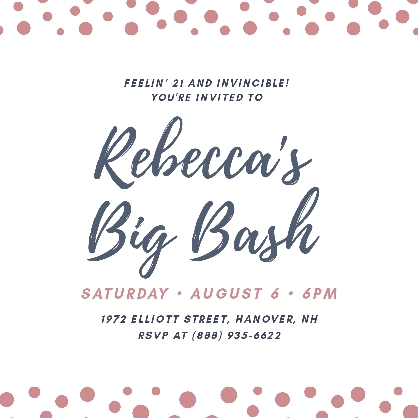 FEELIN' 21 AND INVINCIBLE!
YOU'RE INVITED TO
Rebecca's
Big Bash
SATURDAY • AUGUST 6 • 6PM
1972 ELLIOTT STREET, HANOVER, NH
RSVP AT (888) 935-6622